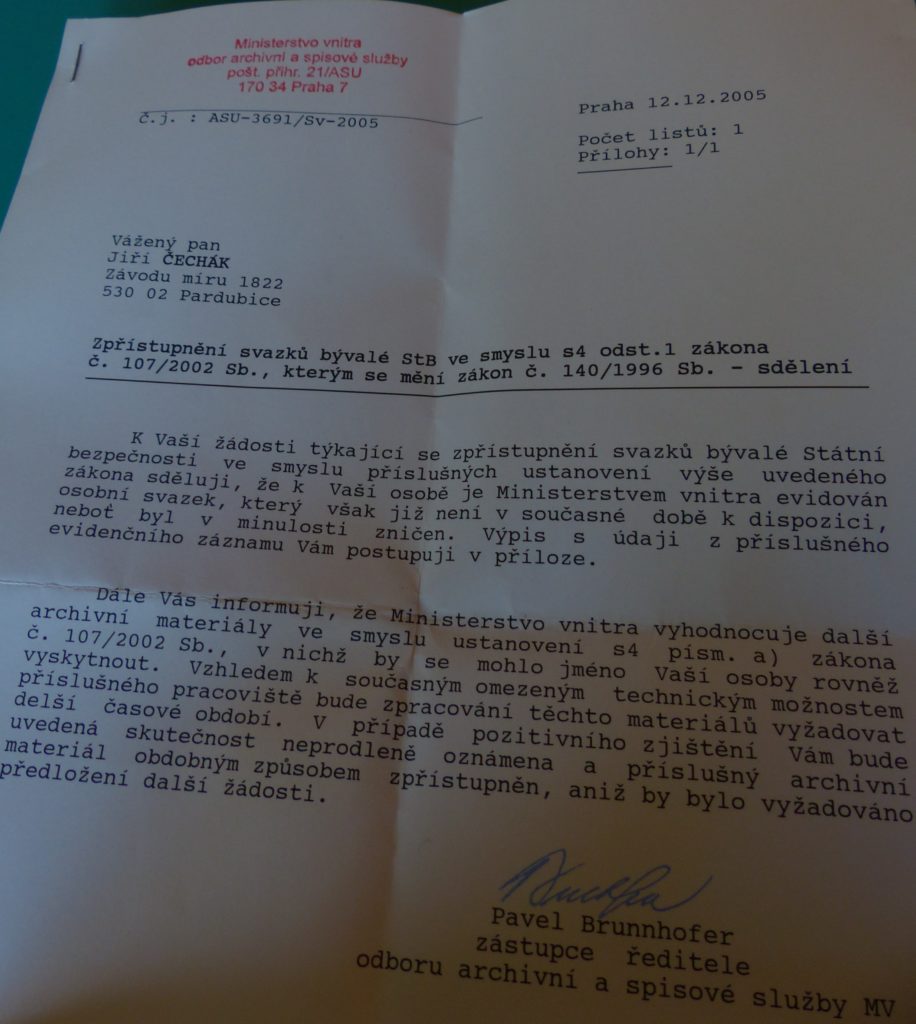 Ministerstvo vnitra
odbor archivní a spisové služby
pošt. přihr. 21/ASU
170 34 Praha 7
č.j. : ASU-3691/Sv-2005
Praha 12.12.2005
Počet listů: 1
Přílohy: 1/1
Vážený pan
Jiří ČECHÁK
Závodu míru 1822
530 02 Pardubice
Zpřístupnění svazků bývalé StB ve smyslu s4 odst.1 zákona
č. 107/2002 Sb., kterým se mění zákon č. 140/1996 Sb. - sdělení
K Vaší žádosti týkající se zpřístupnění svazků bývalé Státní
bezpečnosti ve smyslu příslušných ustanovení výše uvedeného
zákona sděluji, že k Vaší osobě je Ministerstvem vnitra evidován
osobní svazek, který však již není v současné době k dispozici,
neboť byl v minulosti zničen. Výpis s údaji z příslušného
evidenčního záznamu Vám postupuji v příloze.
Dále Vás informuji, že Ministerstvo vnitra vyhodnocuje další
archivní materiály ve smyslu ustanovení s4 písm. a) zákona
č. 107/2002 Sb., v nichž by se mohlo jméno Vaší osoby rovněž
vyskytnout. Vzhledem k současným omezeným technickým možnostem
příslušného pracoviště bude zpracování těchto materiálů vyžadovat
delší časové období. V případě pozitivního zjištění Vám bude
uvedená skutečnost neprodleně oznámena a příslušný archivní
materiál obdobným způsobem zpřístupněn, aniž by bylo vyžadováno
předložení další žádosti.
Pavel Brunnhofer
zástupce ředitele
odboru archivní a spisové služby MV